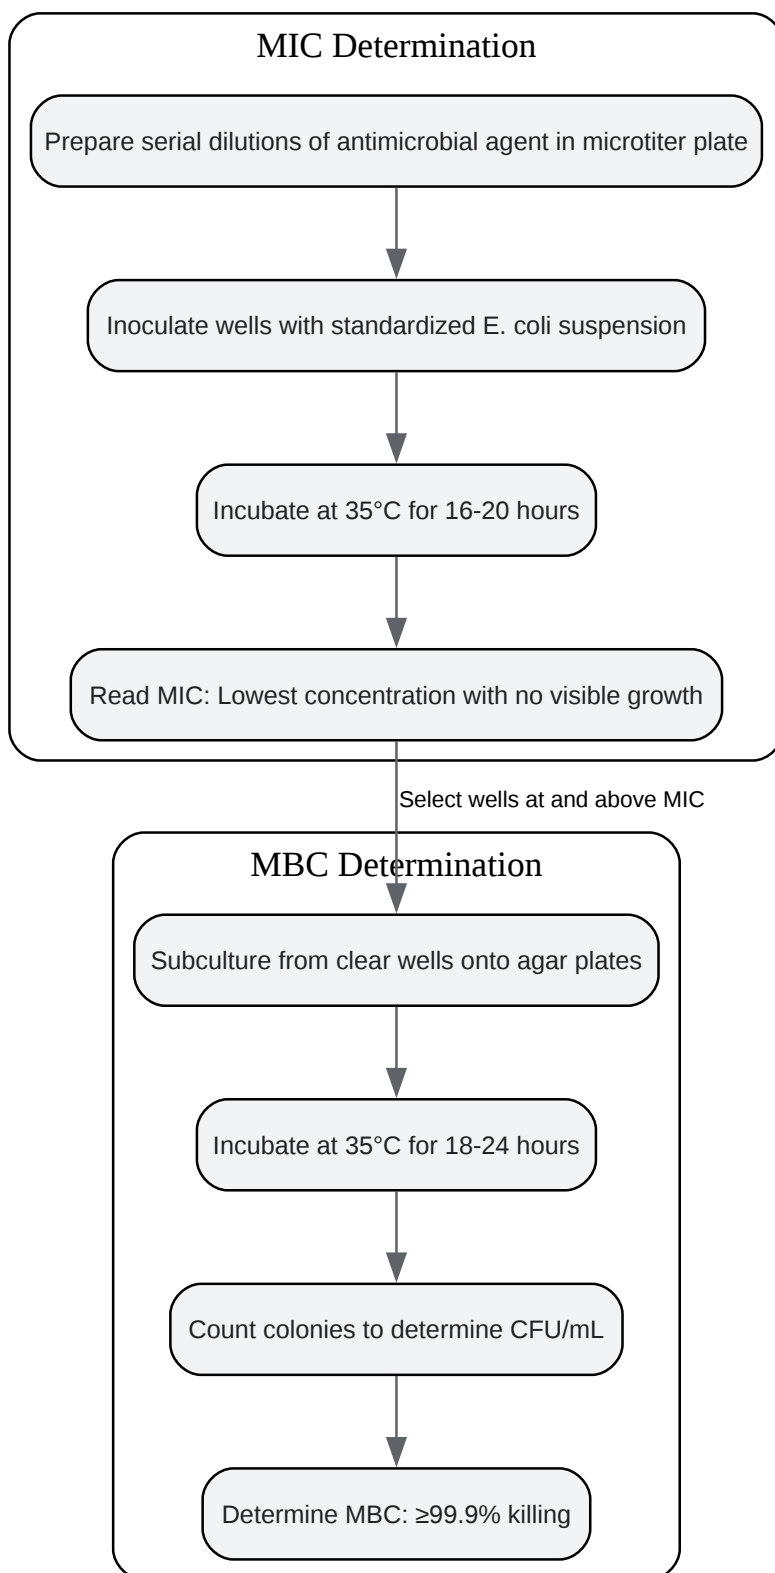 MIC Determination
Prepare serial dilutions of antimicrobial agent in microtiter plate
Inoculate wells with standardized E. coli suspension
Incubate at 35°C for 16-20 hours
Read MIC: Lowest concentration with no visible growth
Select wells at and above MIC
MBC Determination
Subculture from clear wells onto agar plates
Incubate at 35°C for 18-24 hours
Count colonies to determine CFU/mL
Determine MBC: ≥99.9% killing